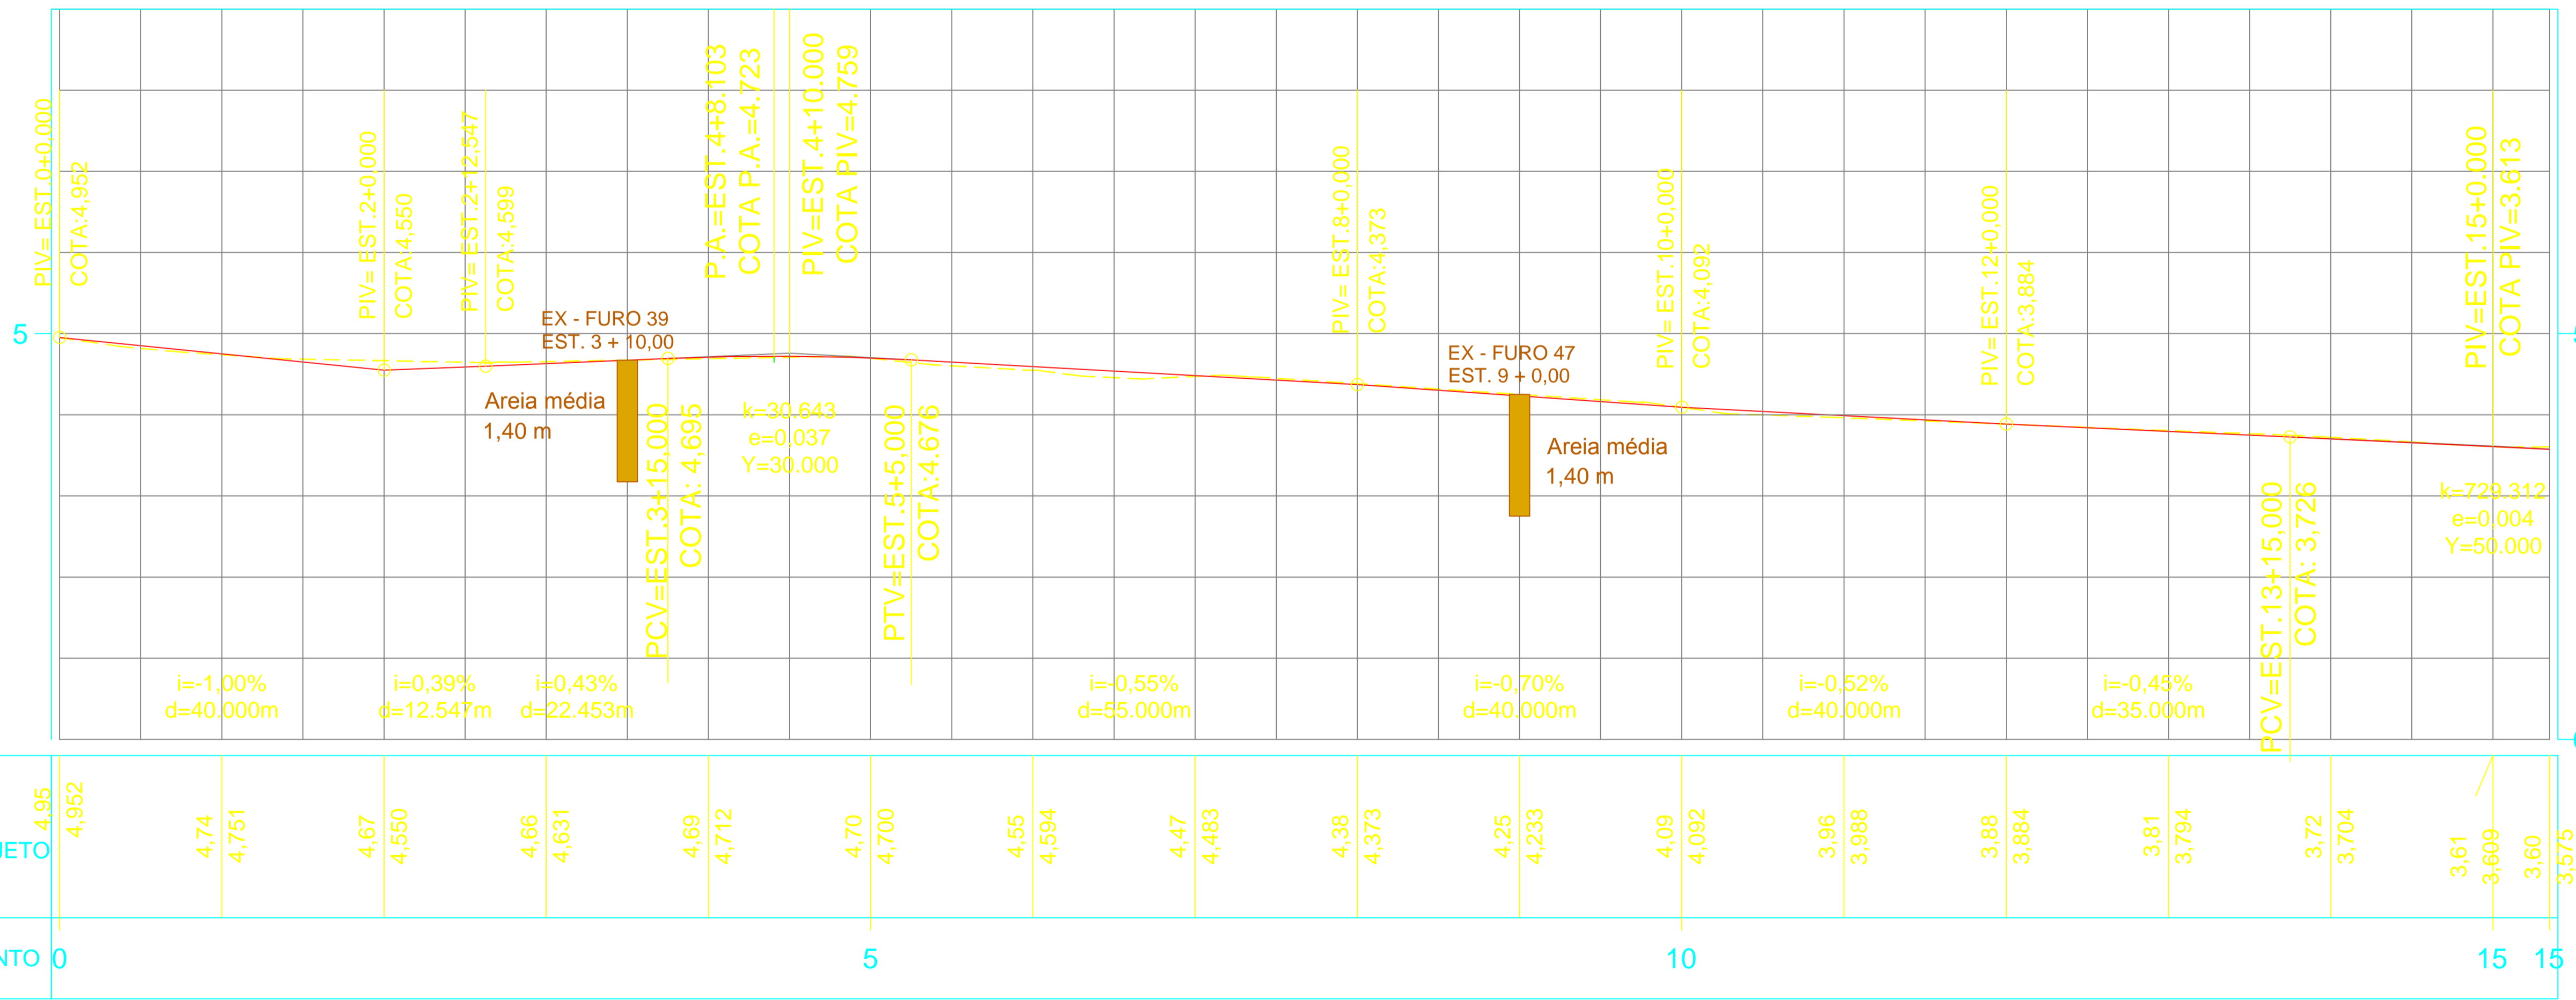 PIV= EST.0+0,000
COTA:4,952
PIV= EST.2+0,000
COTA:4,550
PIV= EST.2+12,547
COTA:4,599
P.A.=EST.4+8.103
COTA P.A.=4.723
PIV=EST.4+10.000
COTA PIV=4.759
PIV= EST.8+0,000
COTA:4,373
PIV= EST.10+0,000
COTA:4,092
PIV= EST.12+0,000
COTA:3,884
PIV=EST.15+0.000
COTA PIV=3.613
5
EX - FURO 39
EST. 3 + 10,00
Areia média
1,40 m
PCV=EST.3+15,000
COTA: 4,695
k=30.643
e=0.037
Y=30.000
PTV=EST.5+5,000
COTA:4.676
EX - FURO 47
EST. 9 + 0,00
Areia média
1,40 m
PCV=EST.13+15,000
COTA: 3,726
k=729.312
e=0,004
Y=50.000
i=-1,00%
d=40.000m
i=0,39%
d=12.547m
i=0,43%
d=22.453m
i=-0,55%
d=55.000m
i=-0,70%
d=40.000m
i=-0,52%
d=40.000m
i=-0,45%
d=35.000m
JETO
4,95
4,952
4,74
4,751
4,67
4,550
4,66
4,631
4,69
4,712
4,70
4,700
4,55
4,594
4,47
4,483
4,38
4,373
4,25
4,233
4,09
4,092
3,96
3,988
3,88
3,884
3,81
3,794
3,72
3,704
3,61
3,609
3,60
3,575
NTO 0 5 10 15 15